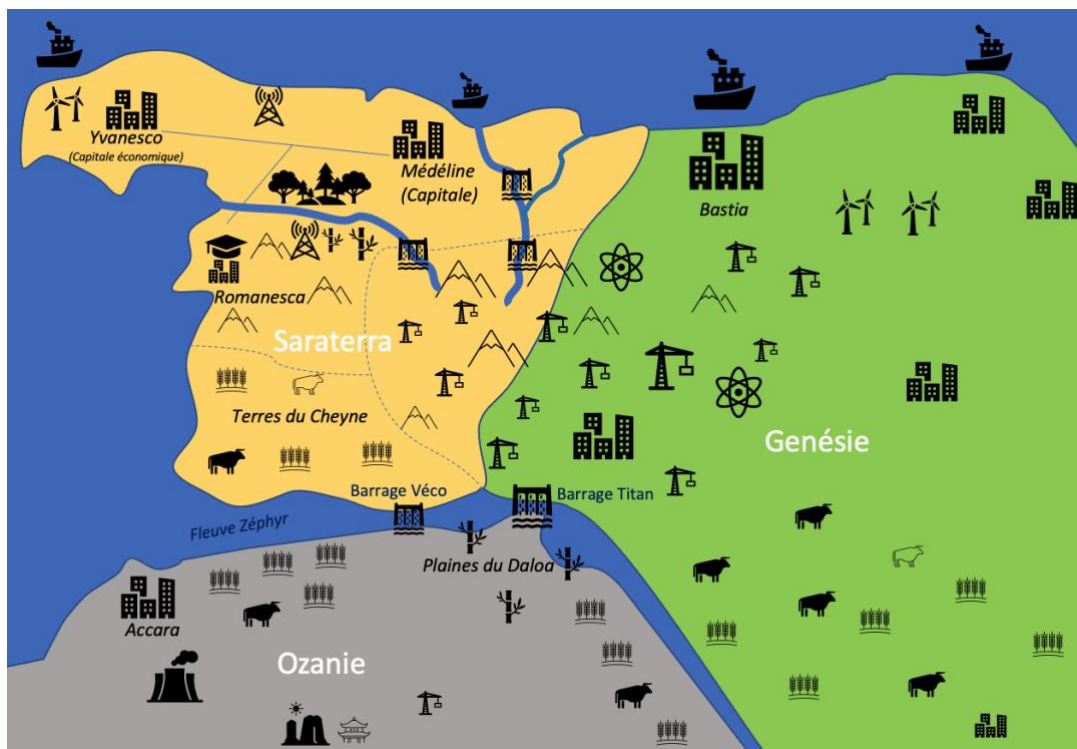 Yvanesco
(Capitale économique)
Médéline
(Capitale)
Bastia
Romanesca
Saraterra
Terres du Cheyne
Genésie
Barrage Véco
Barrage Titan
Fleuve Zéphyr
Plaines du Daloa
Accara
Ozanie